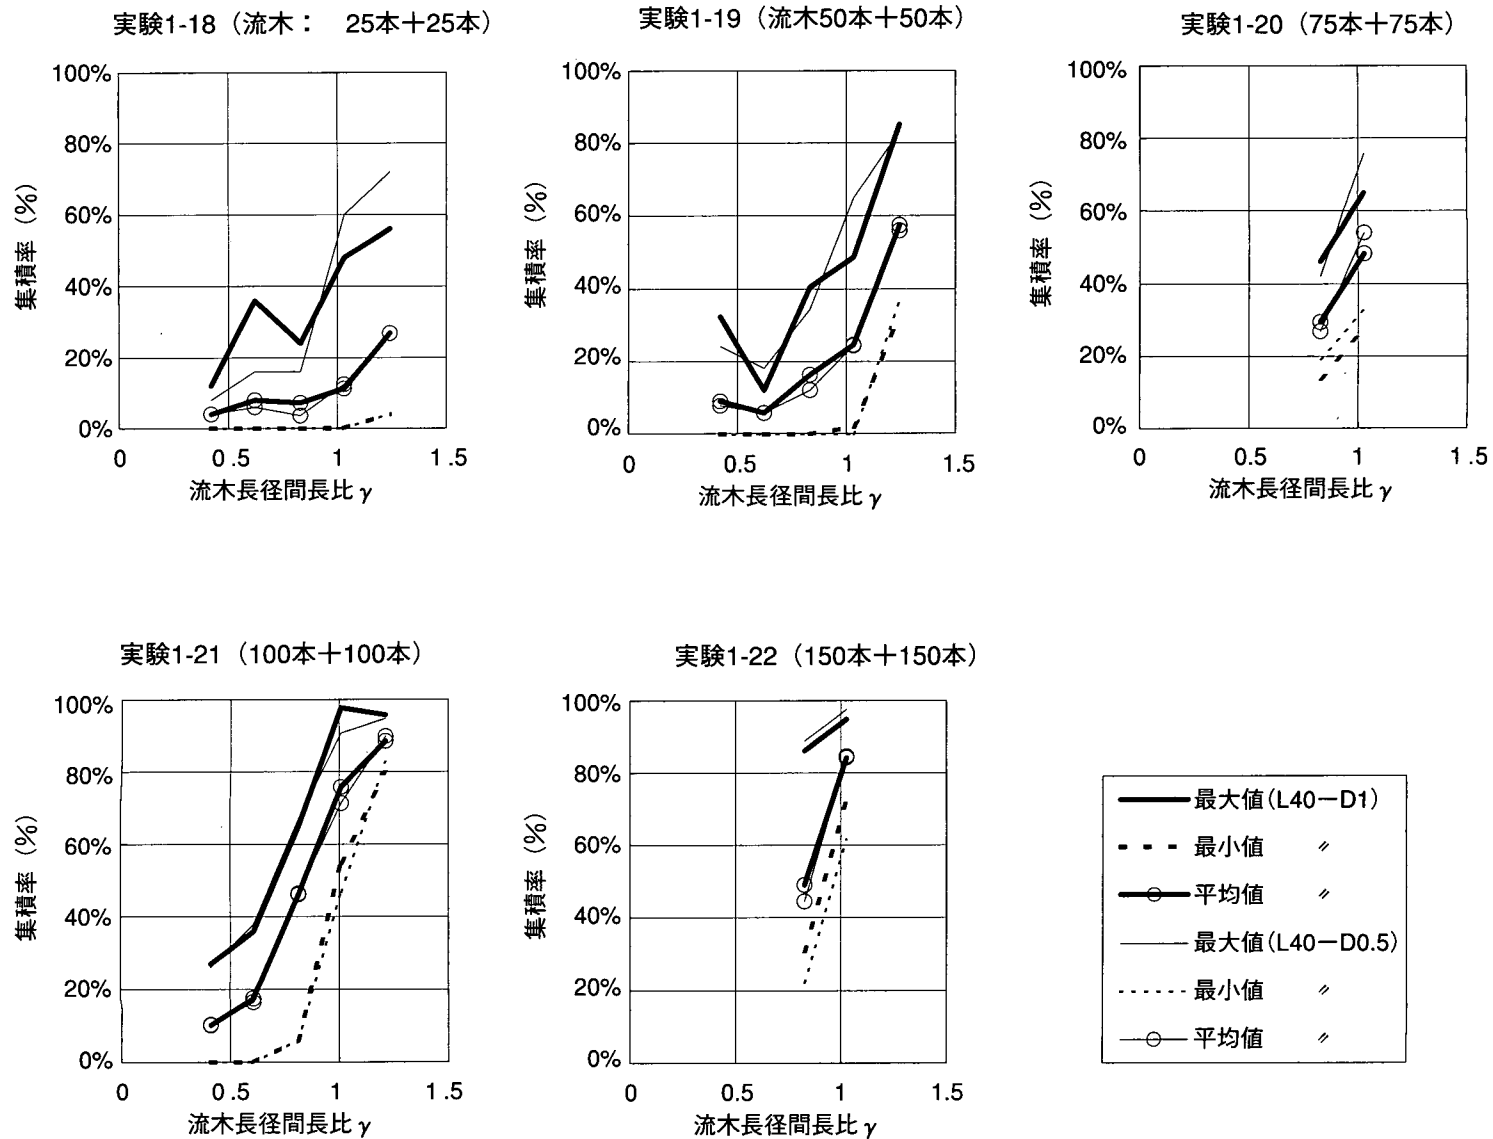 実験1-18（流木：　25本＋25本）
100%
80%
60%
40%
20%
0%
集積率（%）
0 0.5 1 1.5
流木長径間長比γ
実験1-19（流木50本＋50本）
100%
80%
60%
40%
20%
0%
集積率（%）
0 0.5 1 1.5
流木長径間長比γ
実験1-20（75本＋75本）
100%
80%
60%
40%
20%
0%
集積率（%）
0 0.5 1 1.5
流木長径間長比γ
実験1-21（100本＋100本）
100%
80%
60%
40%
20%
0%
集積率（%）
0 0.5 1 1.5
流木長径間長比γ
実験1-22（150本＋150本）
100%
80%
60%
40%
20%
0%
集積率（%）
0 0.5 1 1.5
流木長径間長比γ
最大値(L40－D1)
最小値　〃
平均値　〃
最大値(L40－D0.5)
最小値　〃
平均値　〃